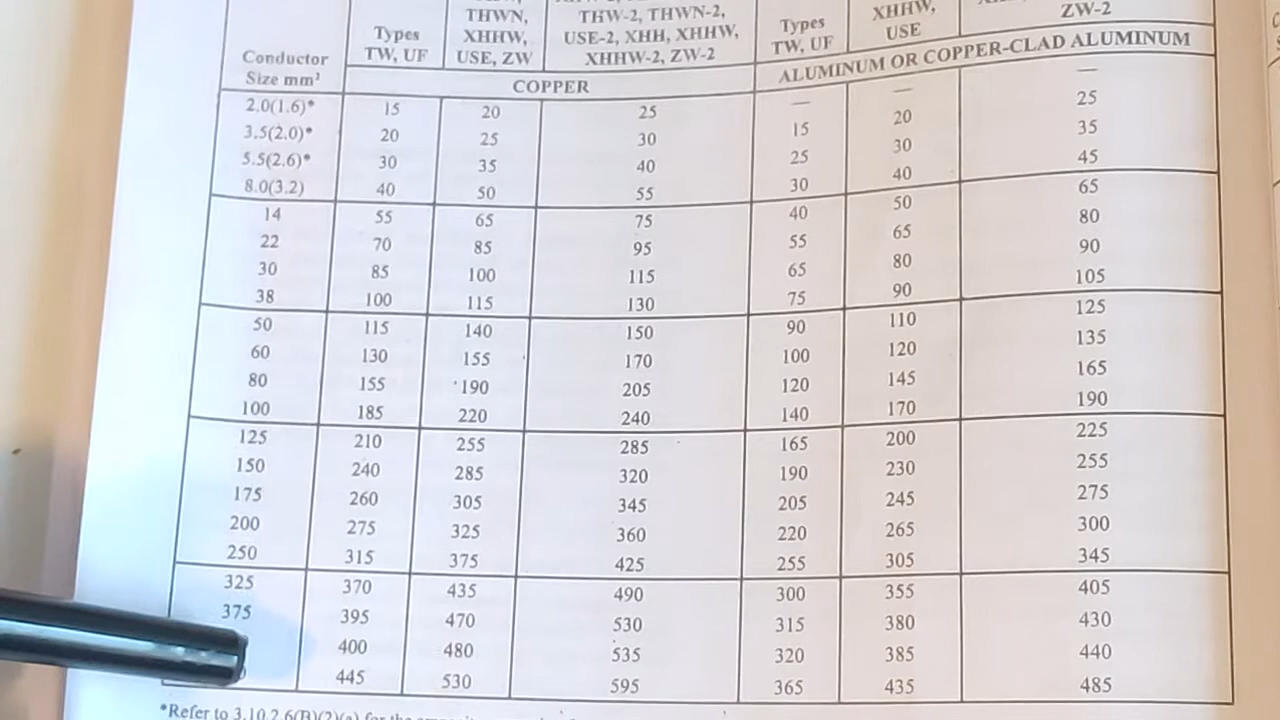 THWN, THW-2, THWN-2, XHHW, ZW-2
Types XHHW, USE-2, XHH, XHHW, Types USE
Conductor TW, UF USE, ZW XHHW-2, ZW-2 TW, UF
Size mm² COPPER ALUMINUM OR COPPER-CLAD ALUMINUM
2.0(1.6)* 15 20 25 — — —
3.5(2.0)* 20 25 30 15 20 25
5.5(2.6)* 30 35 40 25 30 35
8.0(3.2) 40 50 55 30 40 45
14 55 65 75 40 50 65
22 70 85 95 55 65 80
30 85 100 115 65 80 90
38 100 115 130 75 90 105
50 115 140 150 90 110 125
60 130 155 170 100 120 135
80 155 190 205 120 145 165
100 185 220 240 140 170 190
125 210 255 285 165 200 225
150 240 285 320 190 230 255
175 260 305 345 205 245 275
200 275 325 360 220 265 300
250 315 375 425 255 305 345
325 370 435 490 300 355 405
375 395 470 530 315 380 430
400 480 535 320 385 440
445 530 595 365 435 485
*Refer to 3.10.2.6(B)(2)(a) for the